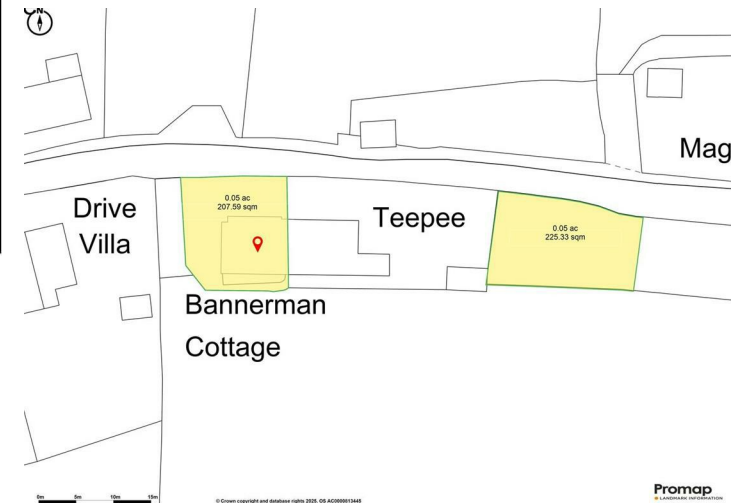 N
Mag
0.05 ac
207.59 sqm
Drive
Villa
Teepee
0.05 ac
225.33 sqm
Bannerman
Cottage
0m 5m 10m 15m
© Crown copyright and database rights 2025. OS AC0000813445
Promap
LANDMARK INFORMATION